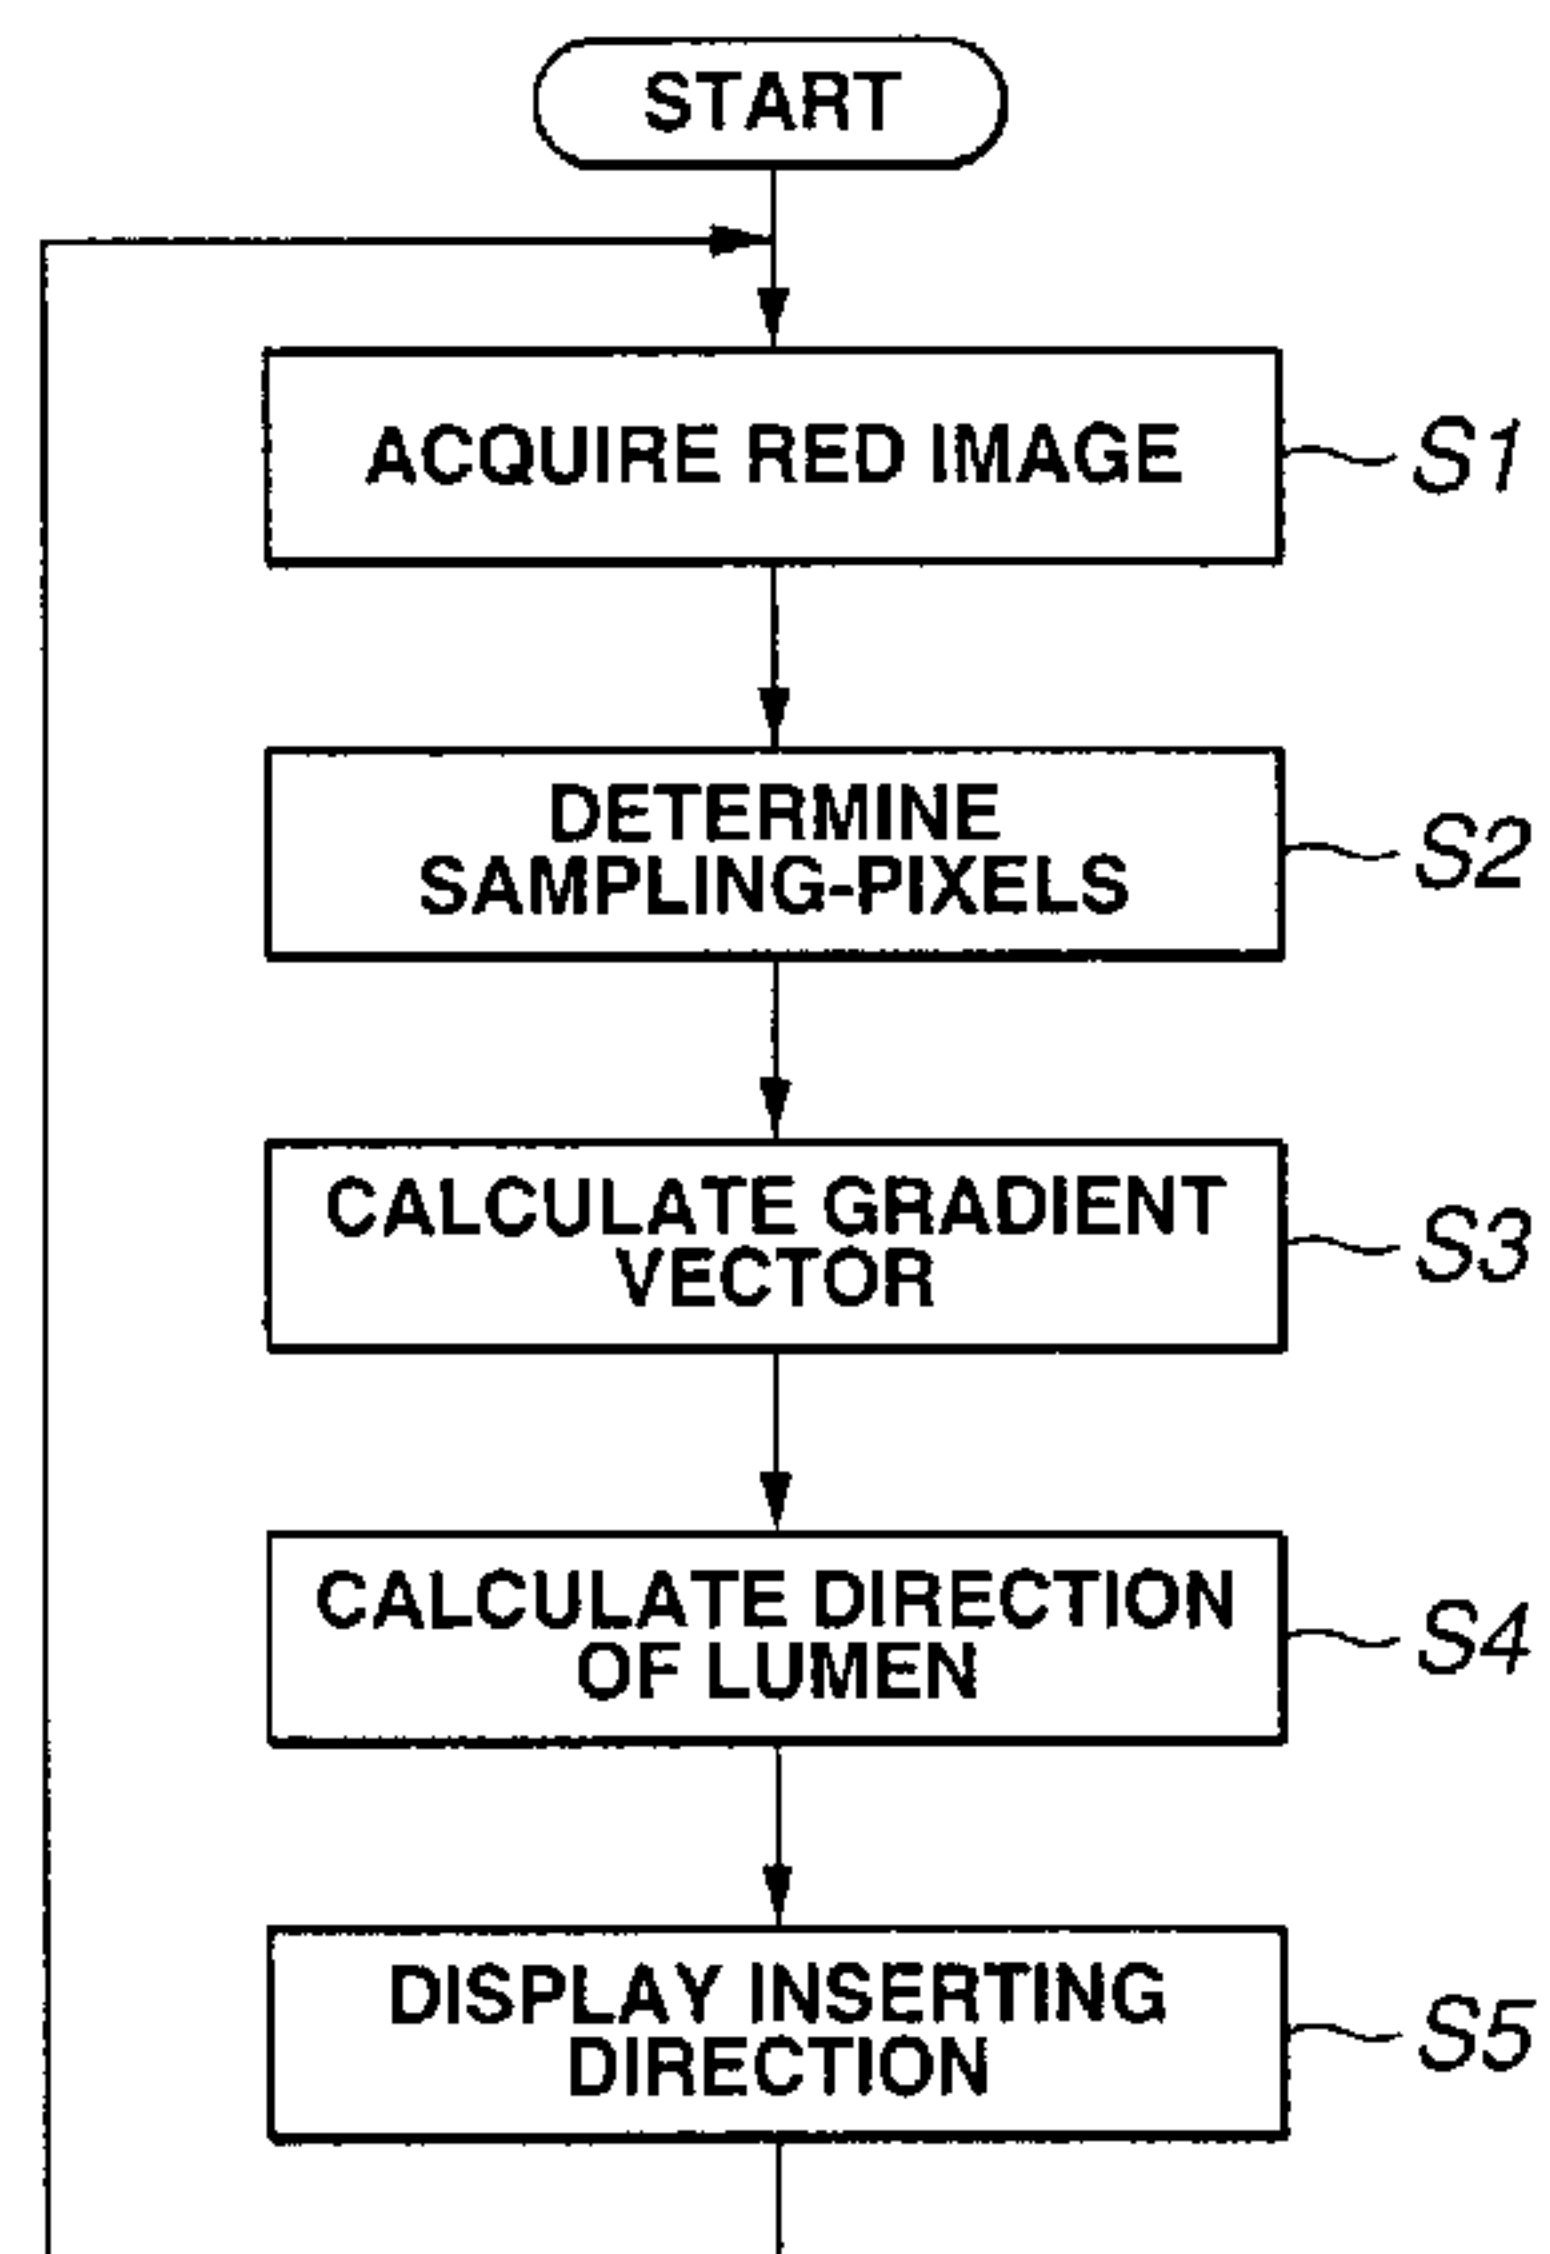 START
ACQUIRE RED IMAGE
S1
DETERMINE
SAMPLING-PIXELS
S2
CALCULATE GRADIENT
VECTOR
S3
CALCULATE DIRECTION
OF LUMEN
S4
DISPLAY INSERTING
DIRECTION
S5